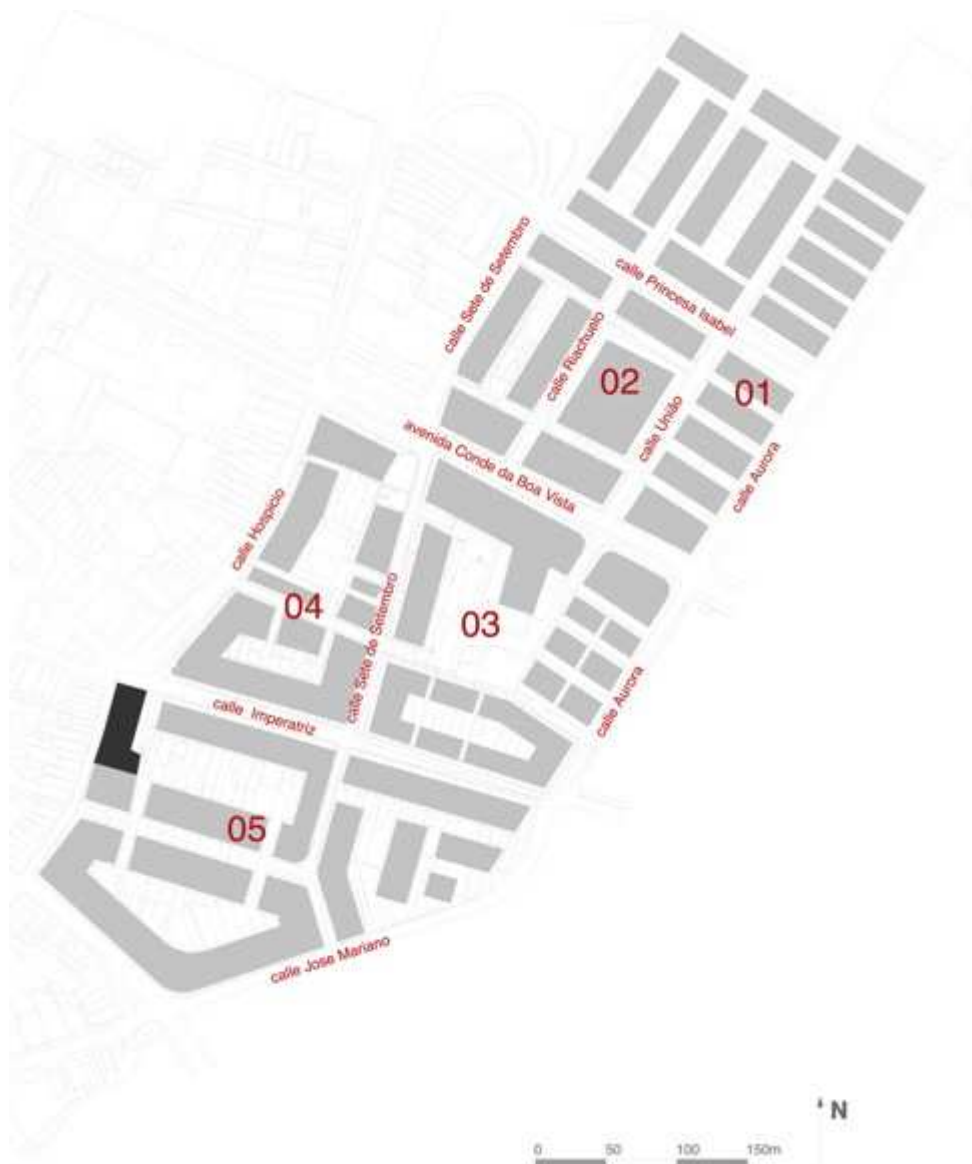 calle Sete de Setembro
calle Princesa Isabel
calle Riachuelo
02
01
calle União
avenida Conde da Boa Vista
calle Aurora
calle Hospicio
04
calle Sete de Setembro
03
calle Aurora
calle Imperatriz
05
calle Jose Mariano
N
0 50 100 150m